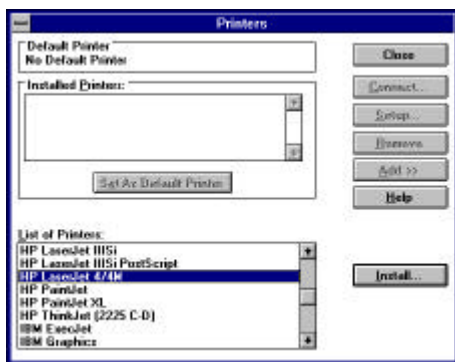 Printers
Default Printer
No Default Printer
Close
Installed Printers:
Connect...
Setup...
Remove
Set As Default Printer
Add >>
Help
List of Printers:
HP LaserJet IIISi
HP LaserJet IIISi PostScript
HP LaserJet 4/4M
HP PaintJet
HP PaintJet XL
HP ThinkJet (2225 C-D)
IBM ExecJet
IBM Graphics
Install...